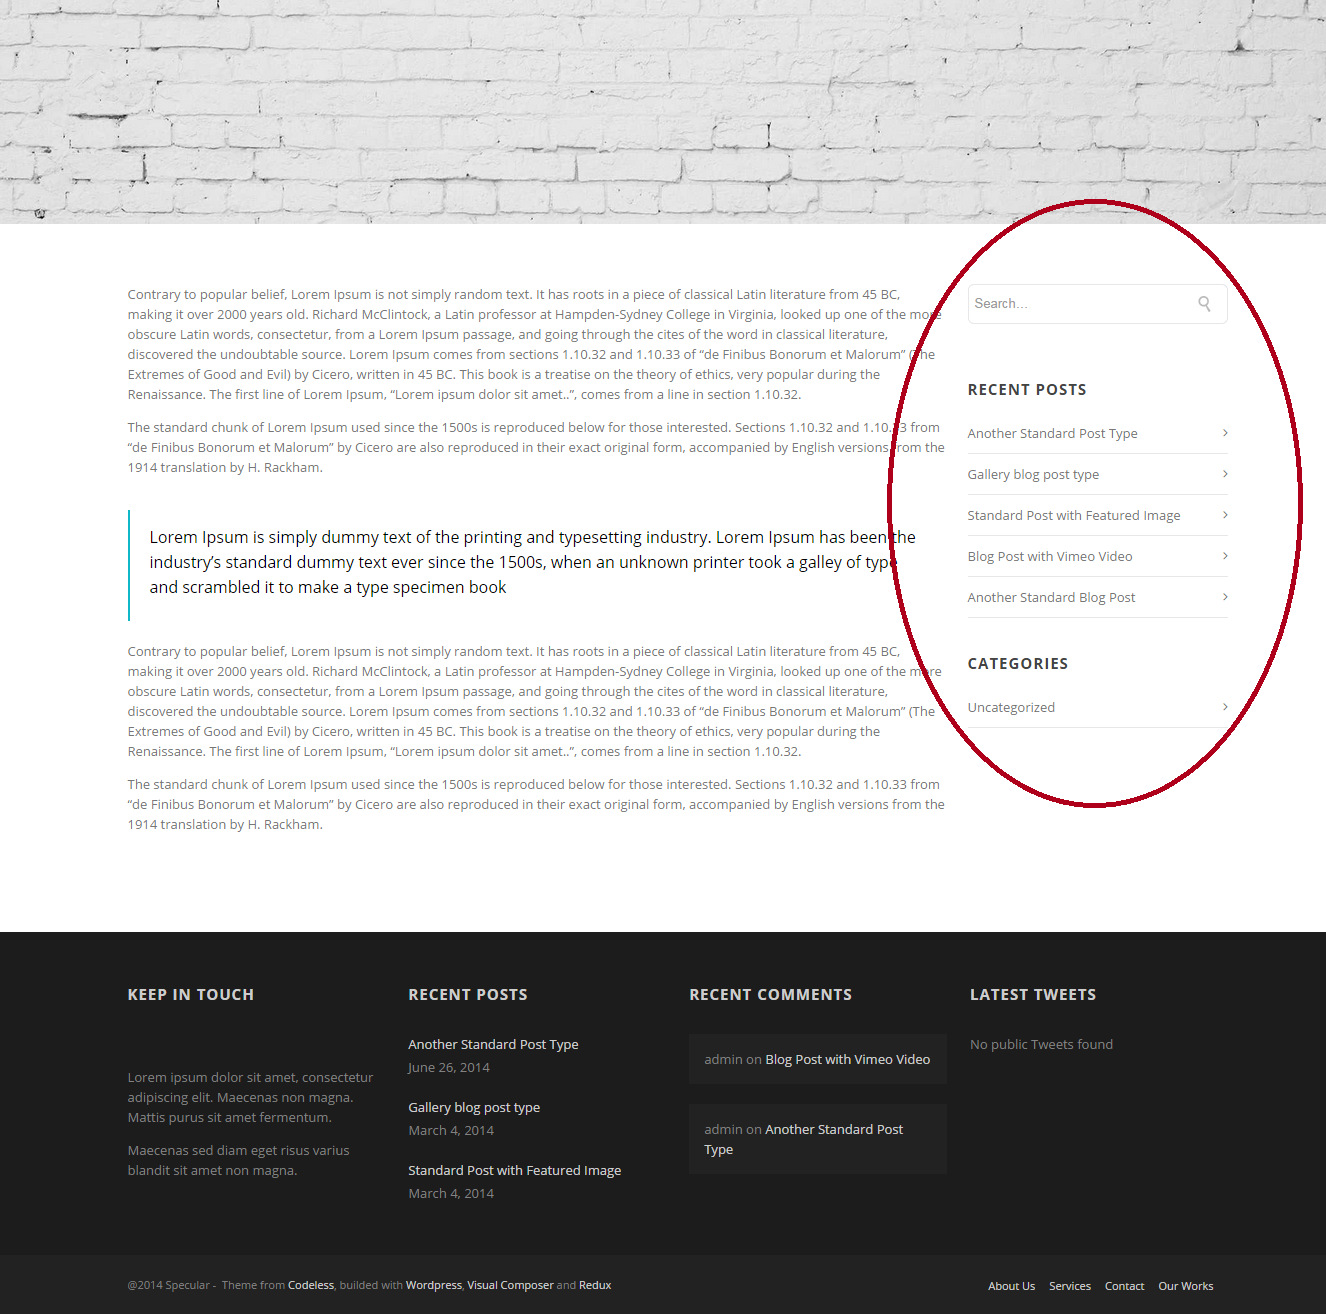 Contrary to popular belief, Lorem Ipsum is not simply random text. It has roots in a piece of classical Latin literature from 45 BC,
making it over 2000 years old. Richard McClintock, a Latin professor at Hampden-Sydney College in Virginia, looked up one of the more
obscure Latin words, consectetur, from a Lorem Ipsum passage, and going through the cites of the word in classical literature,
discovered the undoubtable source. Lorem Ipsum comes from sections 1.10.32 and 1.10.33 of “de Finibus Bonorum et Malorum” (The
Extremes of Good and Evil) by Cicero, written in 45 BC. This book is a treatise on the theory of ethics, very popular during the
Renaissance. The first line of Lorem Ipsum, “Lorem ipsum dolor sit amet..”, comes from a line in section 1.10.32.
The standard chunk of Lorem Ipsum used since the 1500s is reproduced below for those interested. Sections 1.10.32 and 1.10.33 from
“de Finibus Bonorum et Malorum” by Cicero are also reproduced in their exact original form, accompanied by English versions from the
1914 translation by H. Rackham.
Lorem Ipsum is simply dummy text of the printing and typesetting industry. Lorem Ipsum has been the
industry’s standard dummy text ever since the 1500s, when an unknown printer took a galley of type
and scrambled it to make a type specimen book
Contrary to popular belief, Lorem Ipsum is not simply random text. It has roots in a piece of classical Latin literature from 45 BC,
making it over 2000 years old. Richard McClintock, a Latin professor at Hampden-Sydney College in Virginia, looked up one of the more
obscure Latin words, consectetur, from a Lorem Ipsum passage, and going through the cites of the word in classical literature,
discovered the undoubtable source. Lorem Ipsum comes from sections 1.10.32 and 1.10.33 of “de Finibus Bonorum et Malorum” (The
Extremes of Good and Evil) by Cicero, written in 45 BC. This book is a treatise on the theory of ethics, very popular during the
Renaissance. The first line of Lorem Ipsum, “Lorem ipsum dolor sit amet..”, comes from a line in section 1.10.32.
The standard chunk of Lorem Ipsum used since the 1500s is reproduced below for those interested. Sections 1.10.32 and 1.10.33 from
“de Finibus Bonorum et Malorum” by Cicero are also reproduced in their exact original form, accompanied by English versions from the
1914 translation by H. Rackham.
Search...
RECENT POSTS
Another Standard Post Type
Gallery blog post type
Standard Post with Featured Image
Blog Post with Vimeo Video
Another Standard Blog Post
CATEGORIES
Uncategorized
KEEP IN TOUCH
Lorem ipsum dolor sit amet, consectetur
adipiscing elit. Maecenas non magna.
Mattis purus sit amet fermentum.
Maecenas sed diam eget risus varius
blandit sit amet non magna.
RECENT POSTS
Another Standard Post Type
June 26, 2014
Gallery blog post type
March 4, 2014
Standard Post with Featured Image
March 4, 2014
RECENT COMMENTS
admin on Blog Post with Vimeo Video
admin on Another Standard Post
Type
LATEST TWEETS
No public Tweets found
@2014 Specular - Theme from Codeless, builded with Wordpress, Visual Composer and Redux
About Us Services Contact Our Works